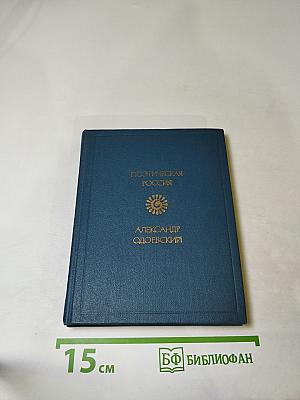 ПОЭТИЧЕСКАЯ
РОССИЯ
АЛЕКСАНДР
ОДОЕВСКИЙ
15 см
БФ БИБЛИОФАН